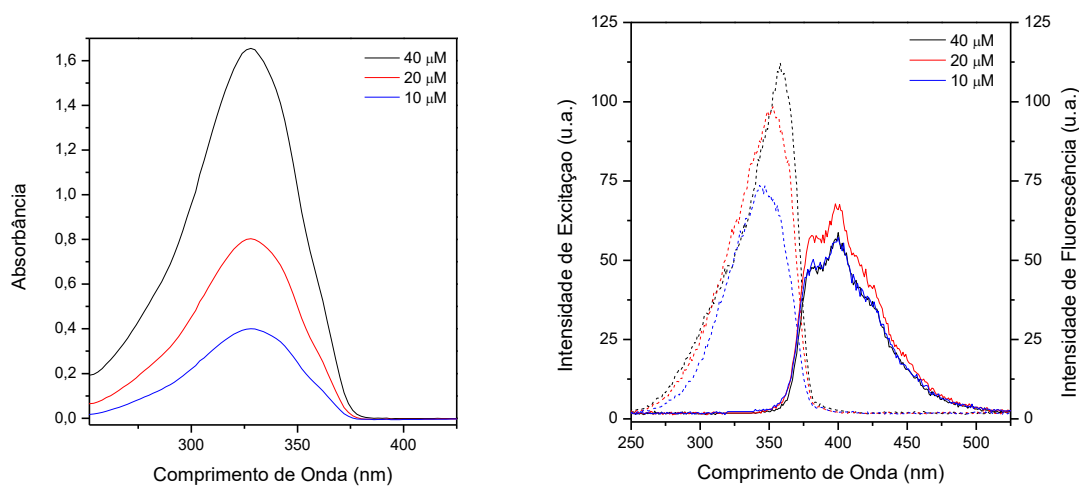 Absorbância
1,6
1,4
1,2
1,0
0,8
0,6
0,4
0,2
0,0
300
350
400
Comprimento de Onda (nm)
40 μM
20 μM
10 μM
Intensidade de Excitaçao (u.a.)
125
100
75
50
25
0
250
300
350
400
450
500
Comprimento de Onda (nm)
40 μM
20 μM
10 μM
125
100
75
50
25
0
Intensidade de Fluorescência (u.a.)